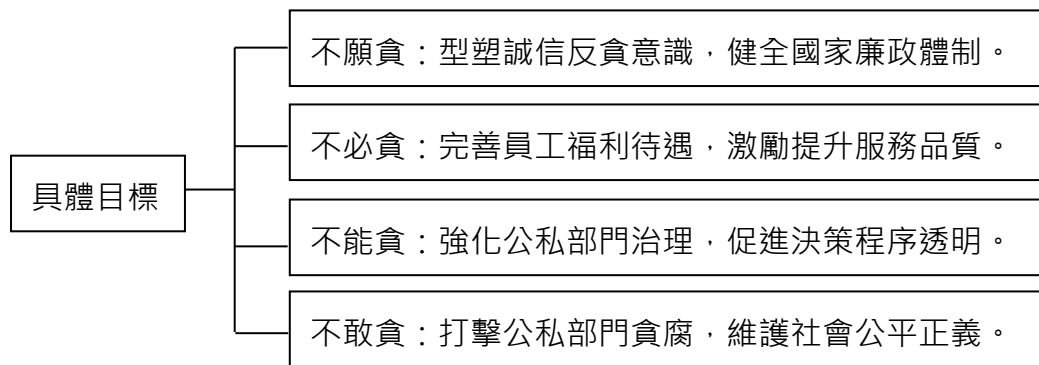 不願貪：型塑誠信反貪意識，健全國家廉政體制。
不必貪：完善員工福利待遇，激勵提升服務品質。
具體目標
不能貪：強化公私部門治理，促進決策程序透明。
不敢貪：打擊公私部門貪腐，維護社會公平正義。